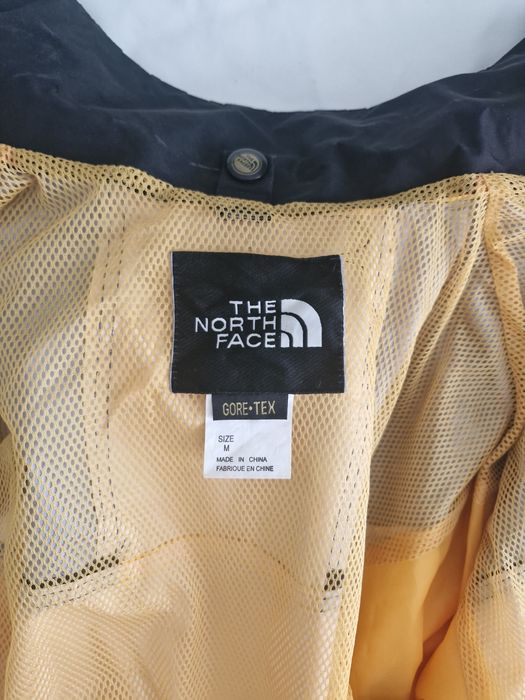 THE
NORTH
FACE
GORE•TEX
SIZE
M
MADE IN CHINA
FABRIQUE EN CHINE